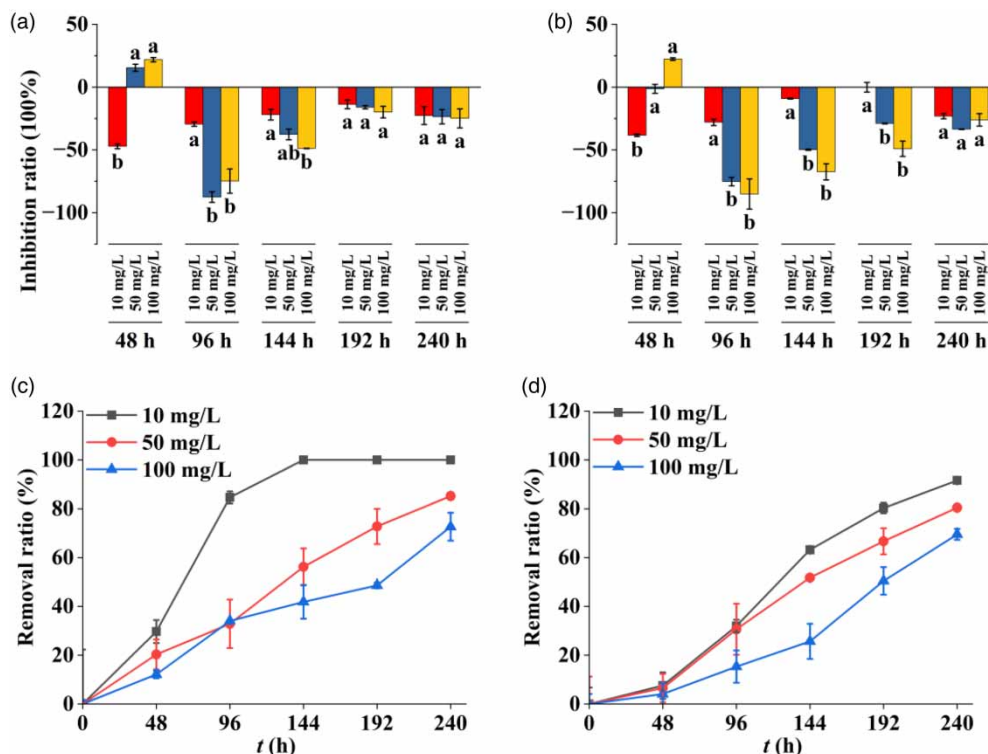 (a)
Inhibition ratio (100%)
50
0
−50
−100
a
a
b
a
b
b
a
ab
b
a
a
a
a
a
a
10 mg/L
50 mg/L
100 mg/L
10 mg/L
50 mg/L
100 mg/L
10 mg/L
50 mg/L
100 mg/L
10 mg/L
50 mg/L
100 mg/L
10 mg/L
50 mg/L
100 mg/L
48 h 96 h 144 h 192 h 240 h
(b)
50
0
−50
−100
a
a
b
a
b
b
a
b
b
a
b
b
a
a
a
10 mg/L
50 mg/L
100 mg/L
10 mg/L
50 mg/L
100 mg/L
10 mg/L
50 mg/L
100 mg/L
10 mg/L
50 mg/L
100 mg/L
10 mg/L
50 mg/L
100 mg/L
48 h 96 h 144 h 192 h 240 h
(c)
Removal ratio (%)
120
100
80
60
40
20
0
10 mg/L
50 mg/L
100 mg/L
0 48 96 144 192 240
t (h)
(d)
Removal ratio (%)
120
100
80
60
40
20
0
10 mg/L
50 mg/L
100 mg/L
0 48 96 144 192 240
t (h)